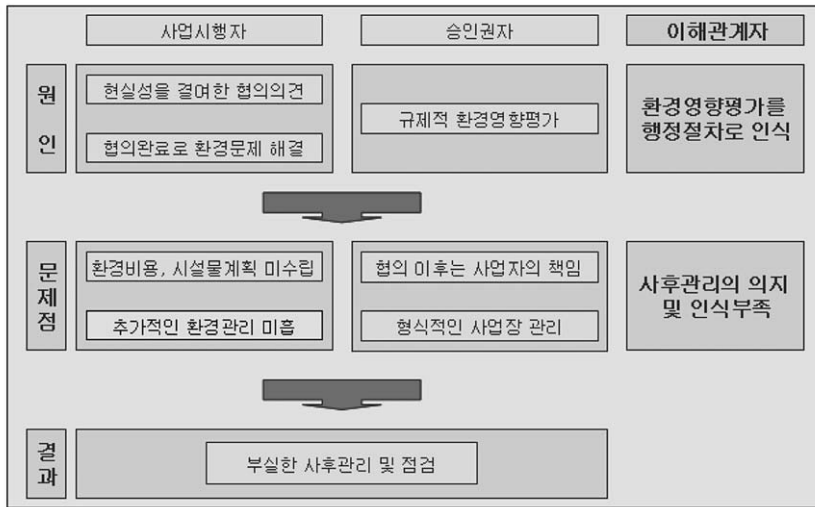 사업시행자
승인권자
이해관계자
원
인
현실성을 결여한 협의의견
협의완료로 환경문제 해결
규제적 환경영향평가
환경영향평가를
행정절차로 인식
문
제
점
환경비용, 시설물계획 미수립
추가적인 환경관리 미흡
협의 이후는 사업자의 책임
형식적인 사업장 관리
사후관리의 의지
및 인식부족
결
과
부실한 사후관리 및 점검